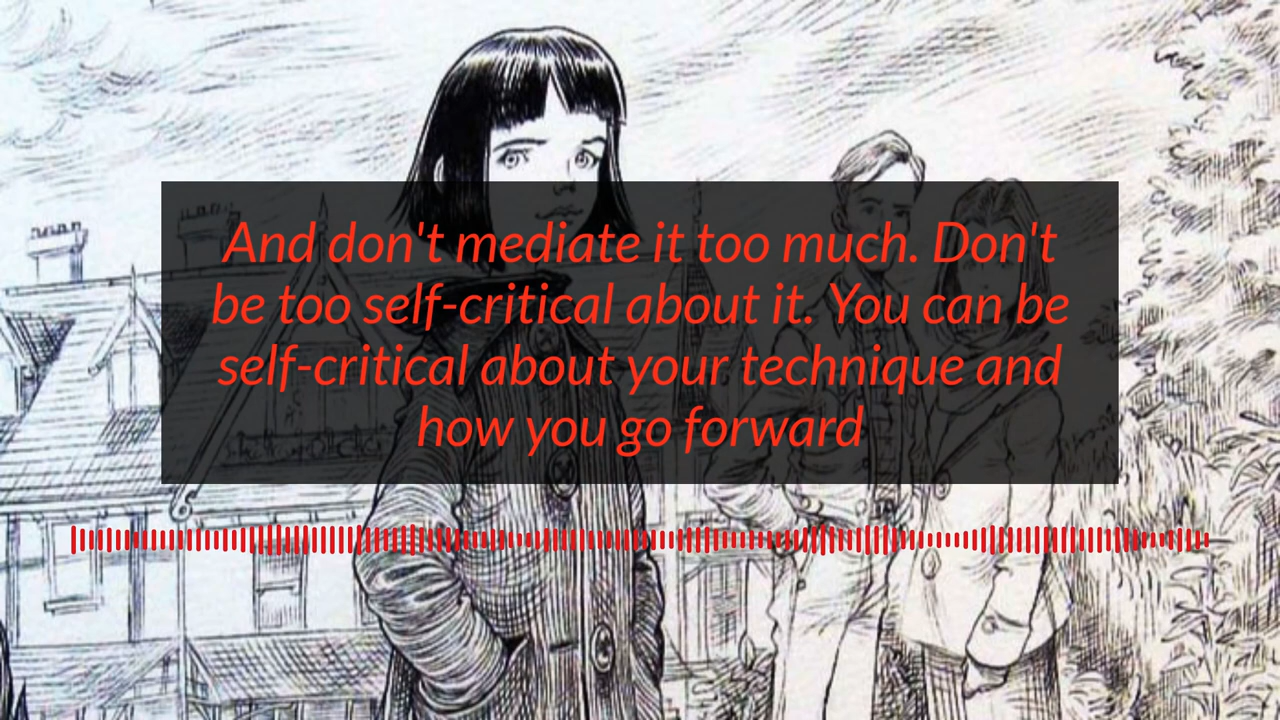 And don't mediate it too much. Don't
be too self-critical about it. You can be
self-critical about your technique and
how you go forward